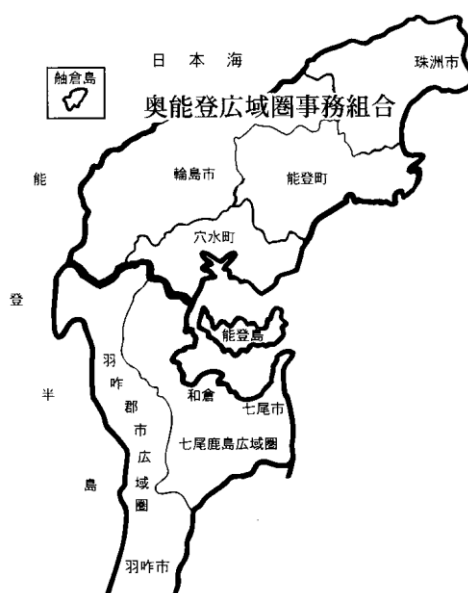 日本海
舳倉島
珠洲市
奥能登広域圏事務組合
能登半島
輪島市
能登町
穴水町
能登島
羽咋郡市広域圏
和倉
七尾市
七尾鹿島広域圏
羽咋市